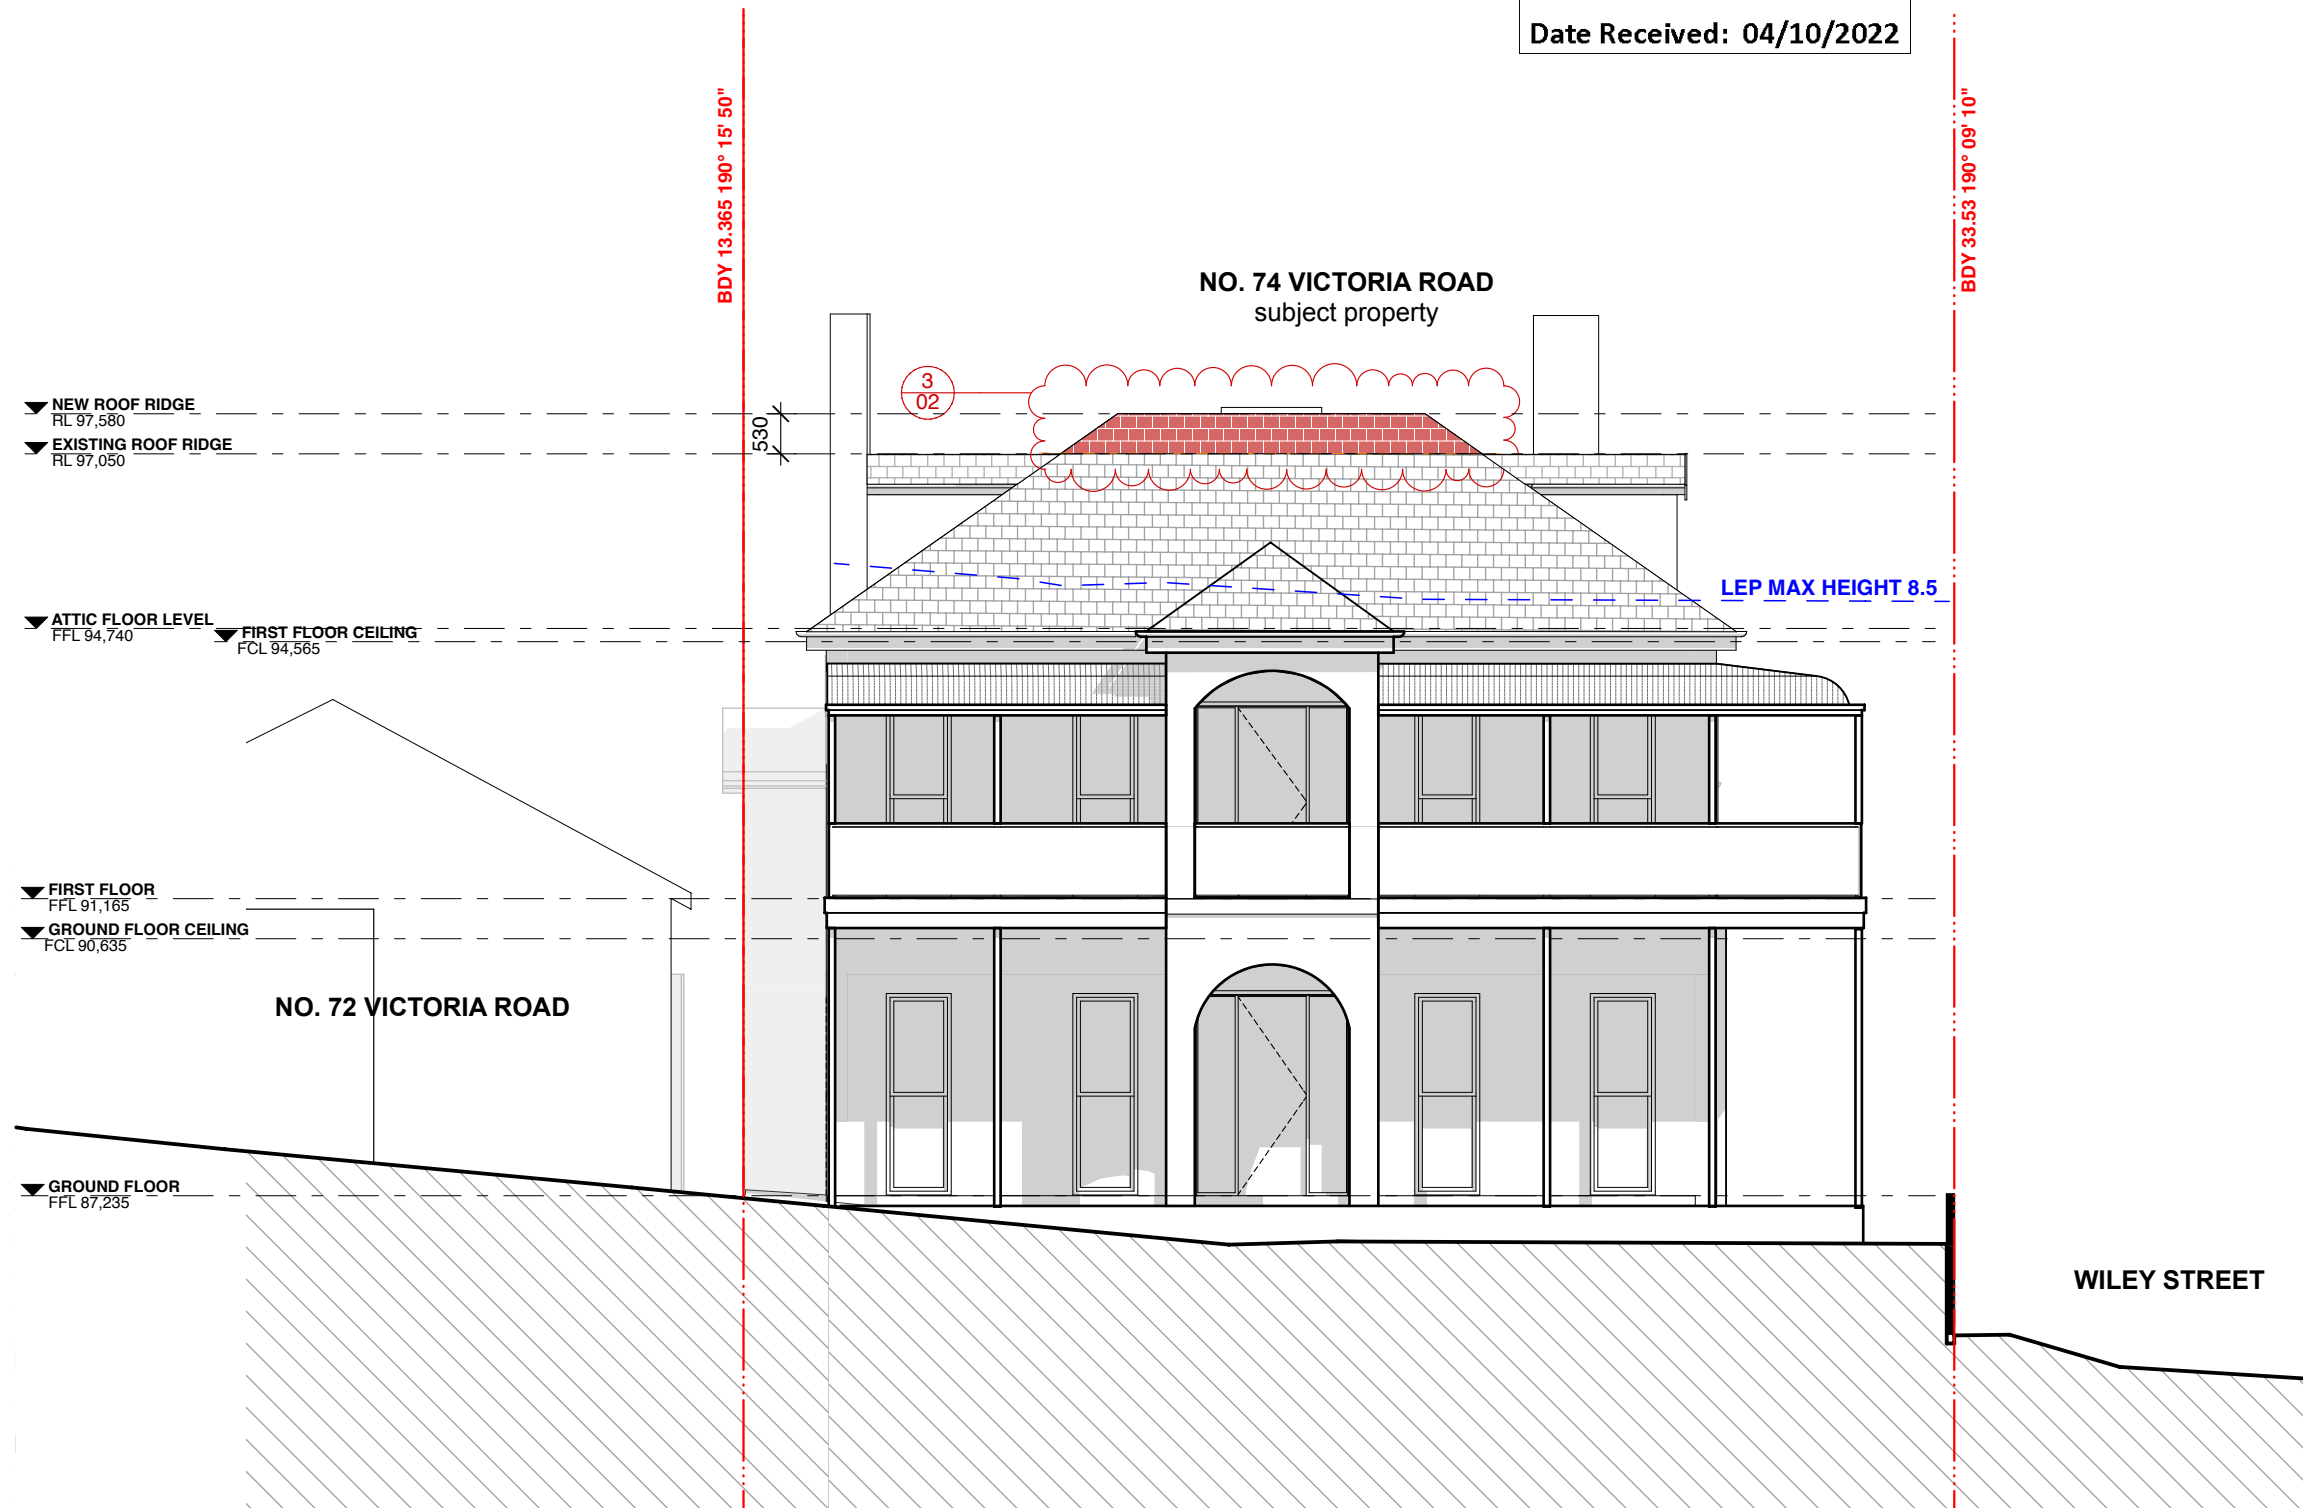 Date Received: 04/10/2022
BDY 13.365 190° 15' 50"
BDY 33.53 190° 09' 10"
NO. 74 VICTORIA ROAD
subject property
3
02
NEW ROOF RIDGE
RL 97,580
EXISTING ROOF RIDGE
RL 97,050
530
LEP MAX HEIGHT 8.5
ATTIC FLOOR LEVEL
FFL 94,740
FIRST FLOOR CEILING
FCL 94,565
FIRST FLOOR
FFL 91,165
GROUND FLOOR CEILING
FCL 90,635
NO. 72 VICTORIA ROAD
GROUND FLOOR
FFL 87,235
WILEY STREET